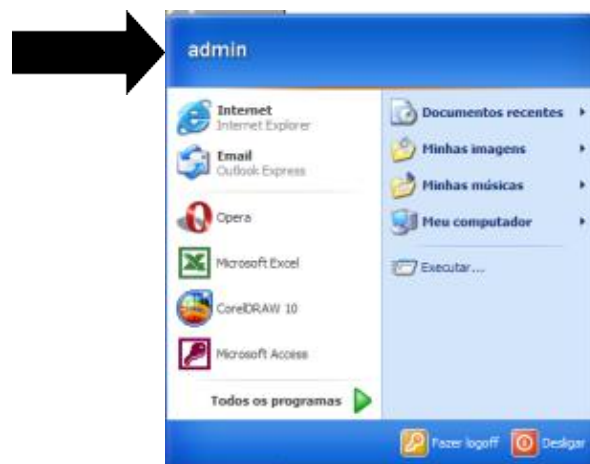 admin
Internet
Internet Explorer
Email
Outlook Express
Opera
Microsoft Excel
CorelDRAW 10
Microsoft Access
Todos os programas
Documentos recentes
Minhas imagens
Minhas músicas
Meu computador
Executar...
Fazer logoff
Desligar